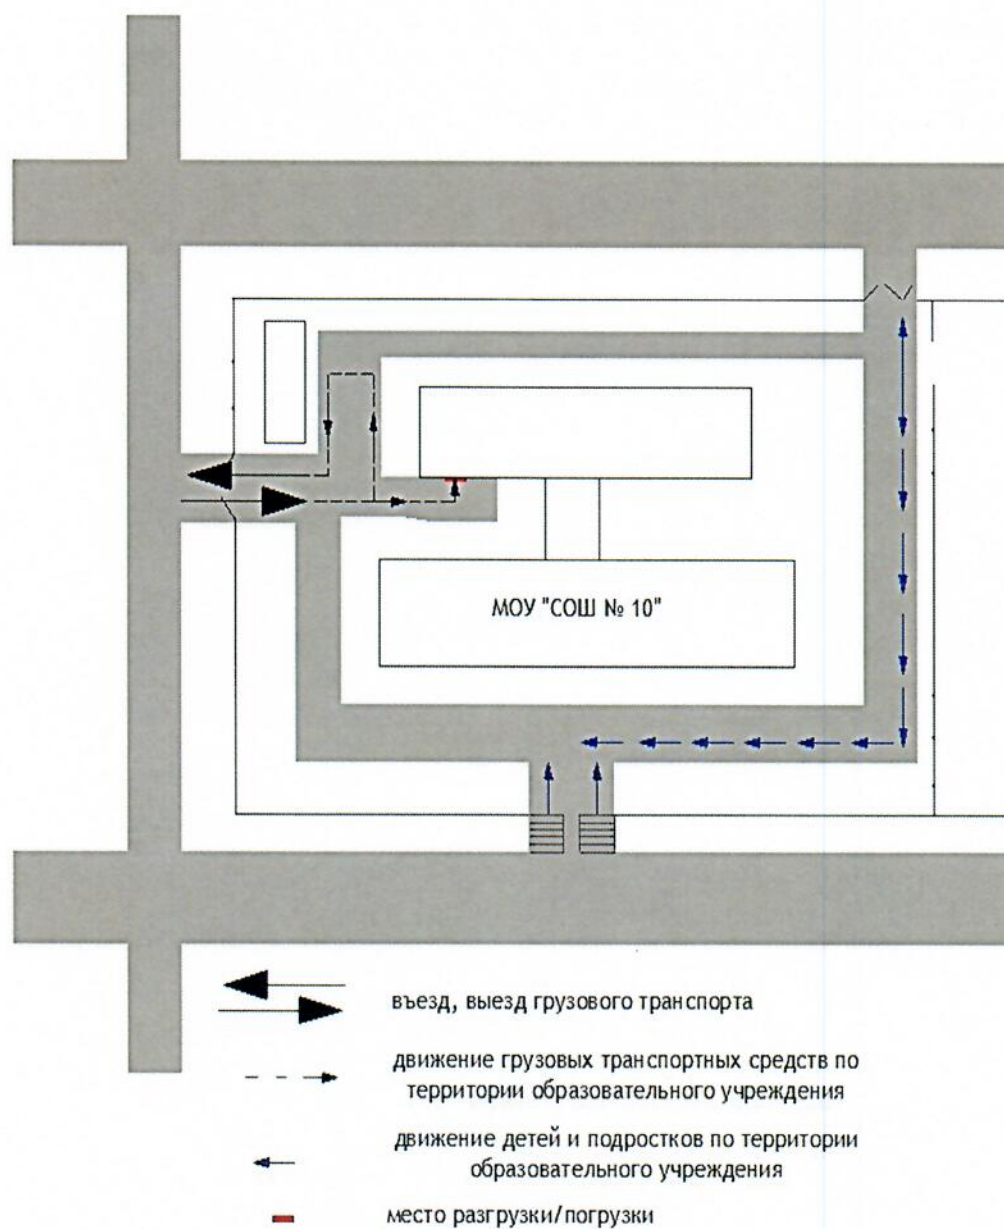 МОУ "СОШ № 10"
въезд, выезд грузового транспорта
движение грузовых транспортных средств по
территории образовательного учреждения
движение детей и подростков по территории
образовательного учреждения
место разгрузки/погрузки